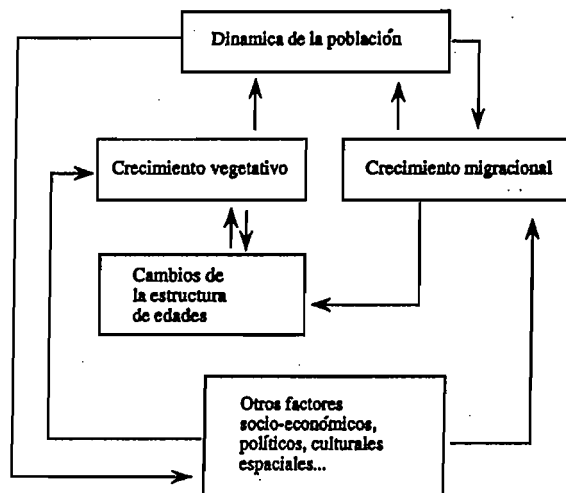 Dinamica de la población
Crecimiento vegetativo
Crecimiento migracional
Cambios de
la estructura
de edades
Otros factores
socio-económicos,
políticos, culturales
espaciales...